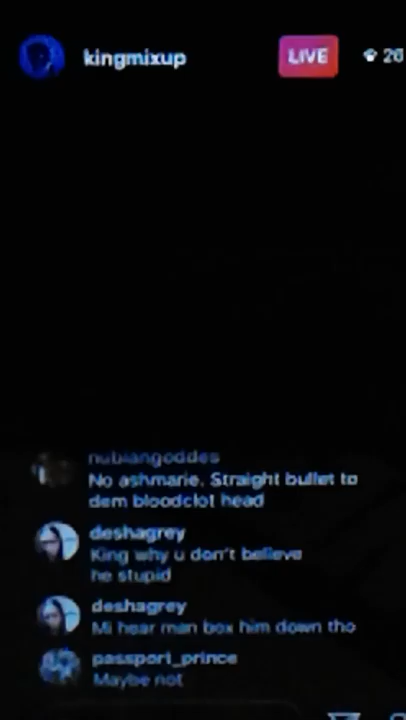 kingmixup
LIVE
26
nubiangoddes
No ashmarie. Straight bullet to
dem bloodclot head
deshagrey
King why u don't believe
he stupid
deshagrey
Mi hear man box him down tho
passport_prince
Maybe not